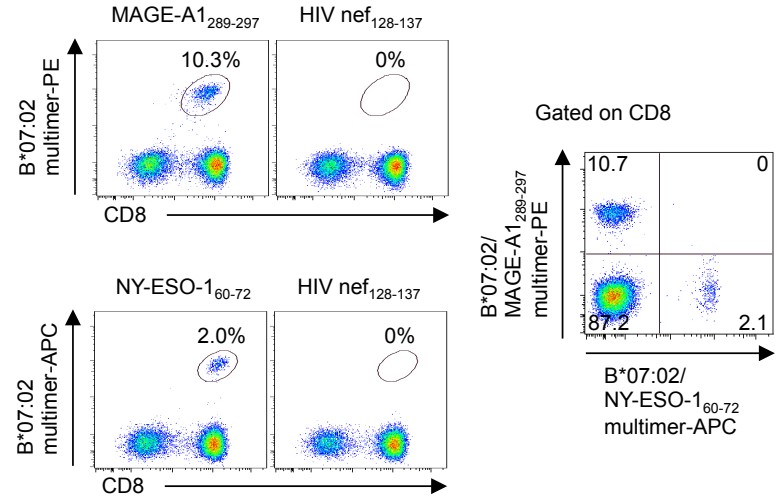 MAGE-A1289-297
HIV nef128-137
10.3%
0%
B*07:02
multimer-PE
CD8
NY-ESO-160-72
HIV nef128-137
2.0%
0%
B*07:02
multimer-APC
CD8
Gated on CD8
10.7
0
87.2
2.1
B*07:02/
MAGE-A1289-297
multimer-PE
B*07:02/
NY-ESO-160-72
multimer-APC